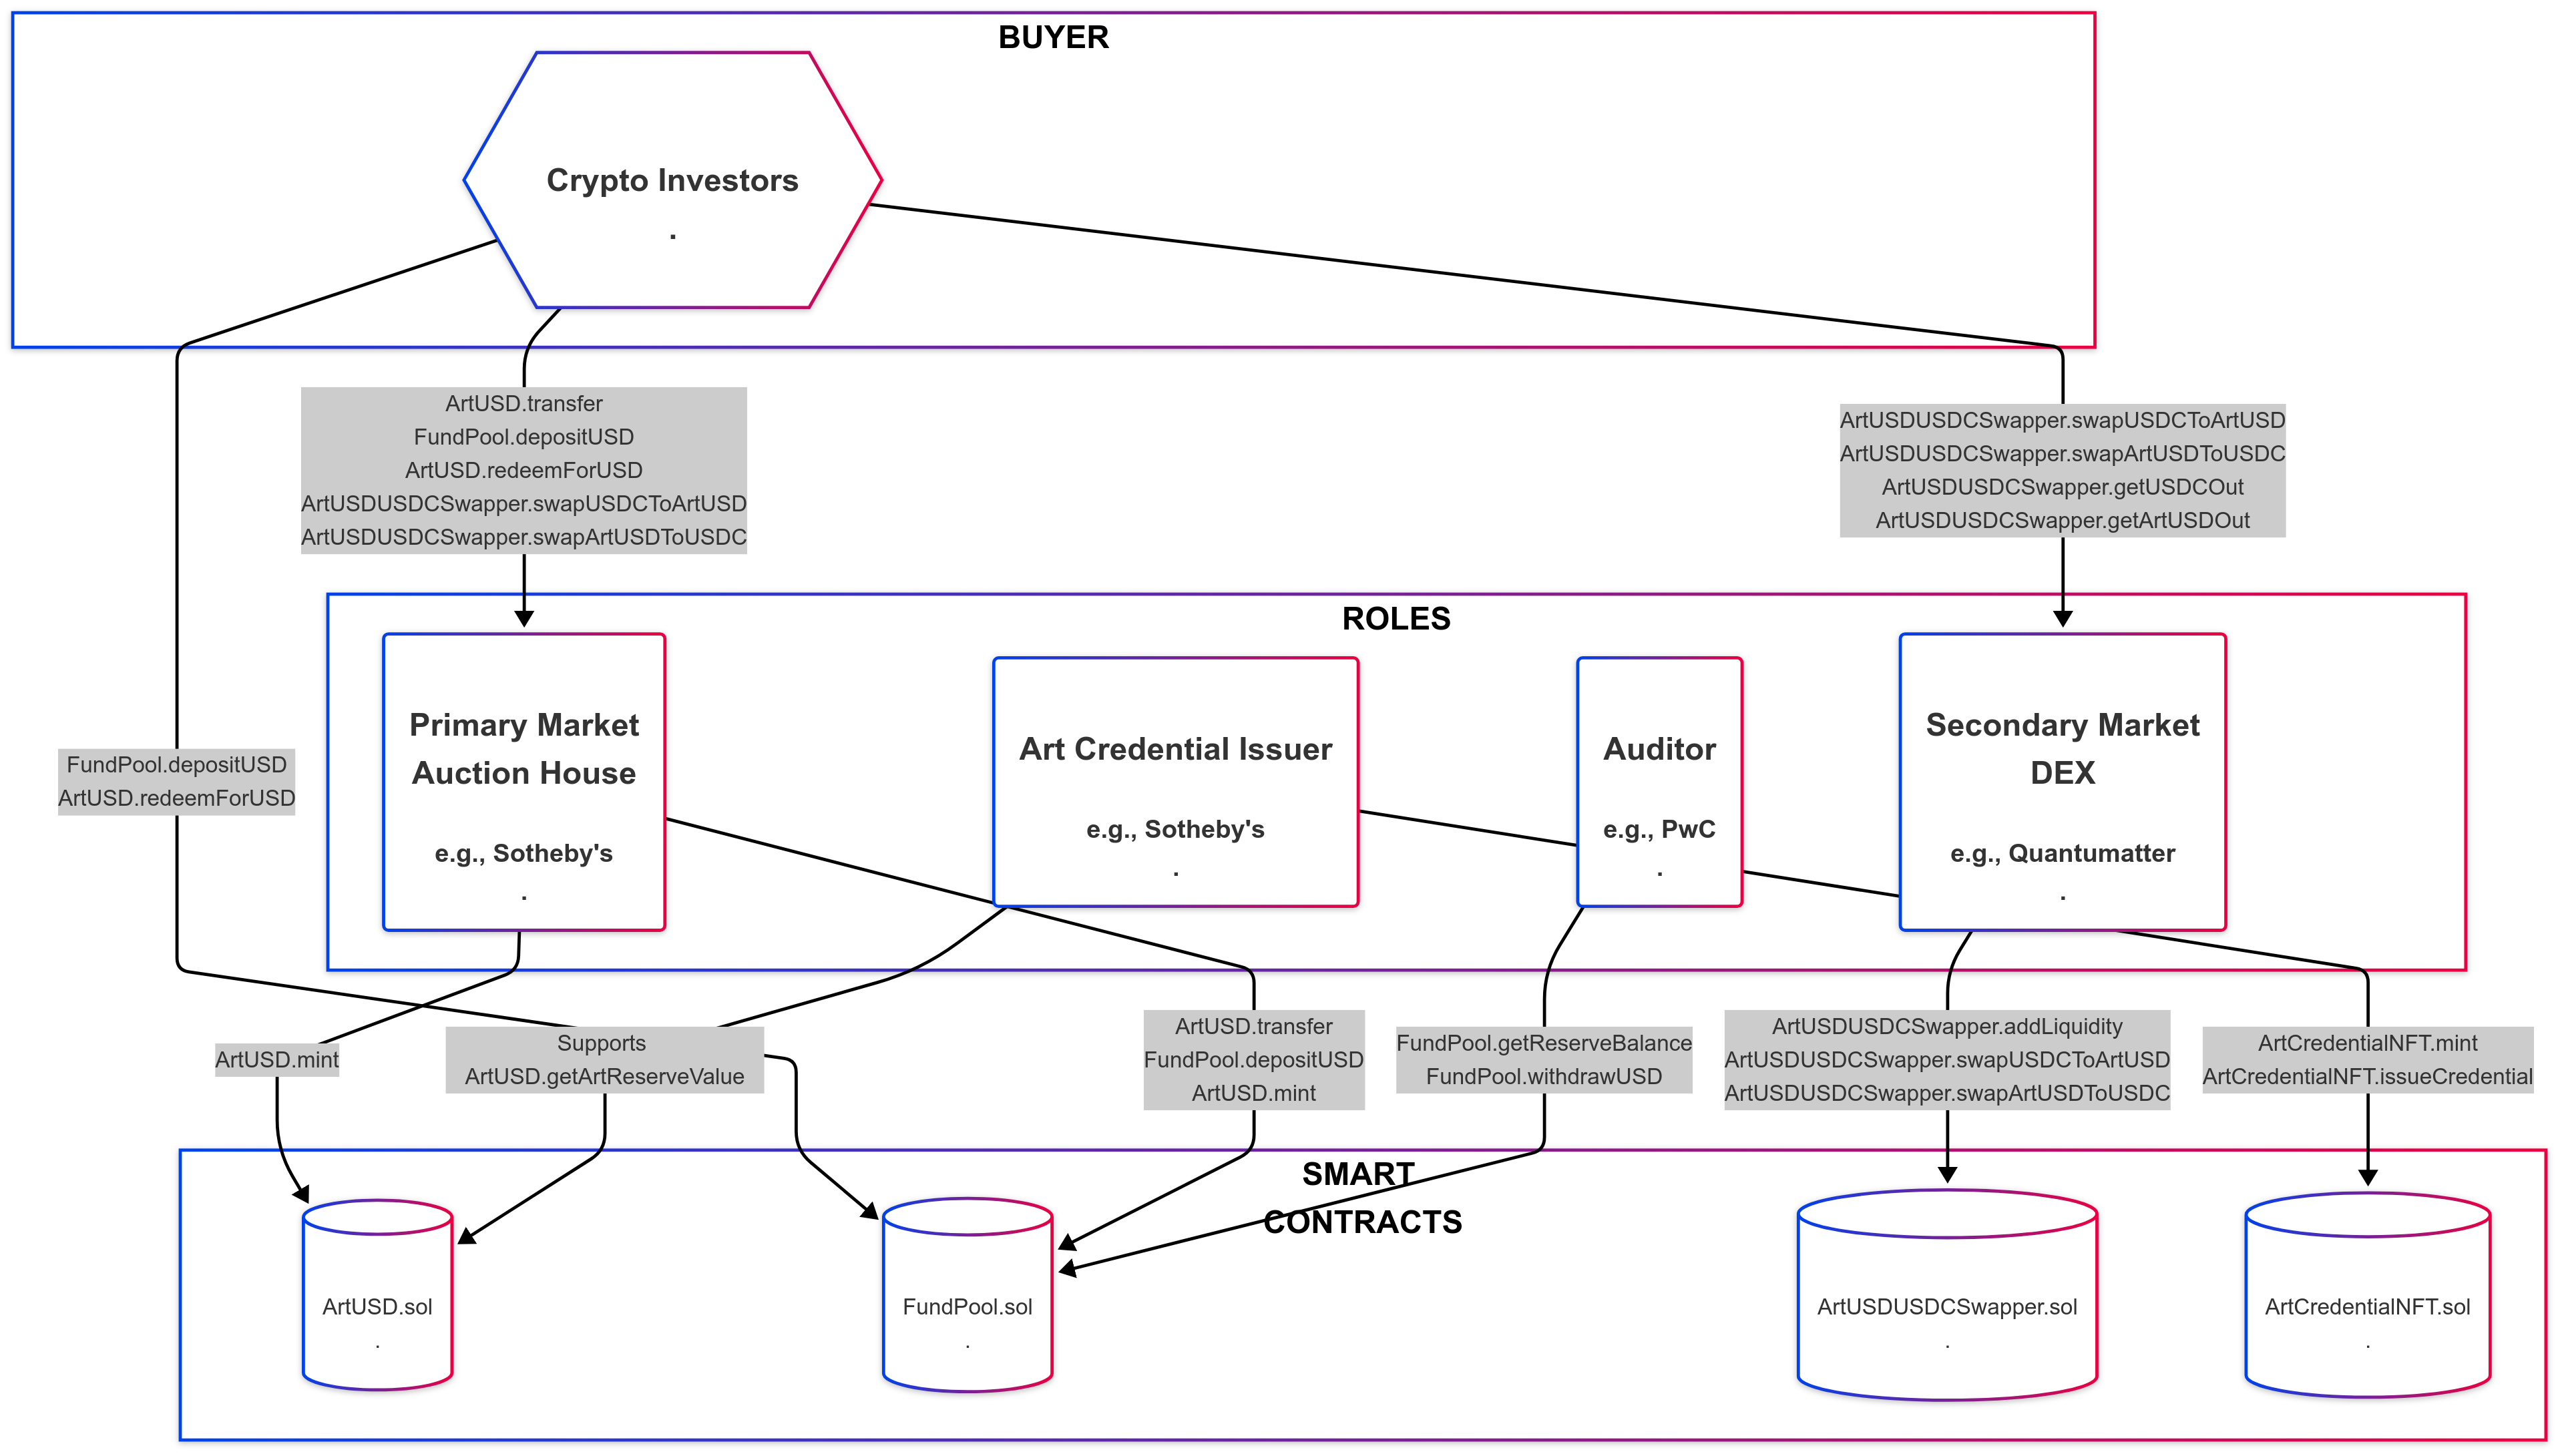 BUYER
Crypto Investors
.
ArtUSD.transfer
FundPool.depositUSD
ArtUSD.redeemForUSD
ArtUSDUSDCSwapper.swapUSDCToArtUSD
ArtUSDUSDCSwapper.swapArtUSDToUSDC
ArtUSDUSDCSwapper.swapUSDCToArtUSD
ArtUSDUSDCSwapper.swapArtUSDToUSDC
ArtUSDUSDCSwapper.getUSDCOut
ArtUSDUSDCSwapper.getArtUSDOut
FundPool.depositUSD
ArtUSD.redeemForUSD
ROLES
Primary Market
Auction House
e.g., Sotheby's
.
Art Credential Issuer
e.g., Sotheby's
.
Auditor
e.g., PwC
.
Secondary Market
DEX
e.g., Quantumatter
.
ArtUSD.mint
Supports
ArtUSD.getArtReserveValue
ArtUSD.transfer
FundPool.depositUSD
ArtUSD.mint
FundPool.getReserveBalance
FundPool.withdrawUSD
ArtUSDUSDCSwapper.addLiquidity
ArtUSDUSDCSwapper.swapUSDCToArtUSD
ArtUSDUSDCSwapper.swapArtUSDToUSDC
ArtCredentialNFT.mint
ArtCredentialNFT.issueCredential
SMART
CONTRACTS
ArtUSD.sol
.
FundPool.sol
.
ArtUSDUSDCSwapper.sol
.
ArtCredentialNFT.sol
.